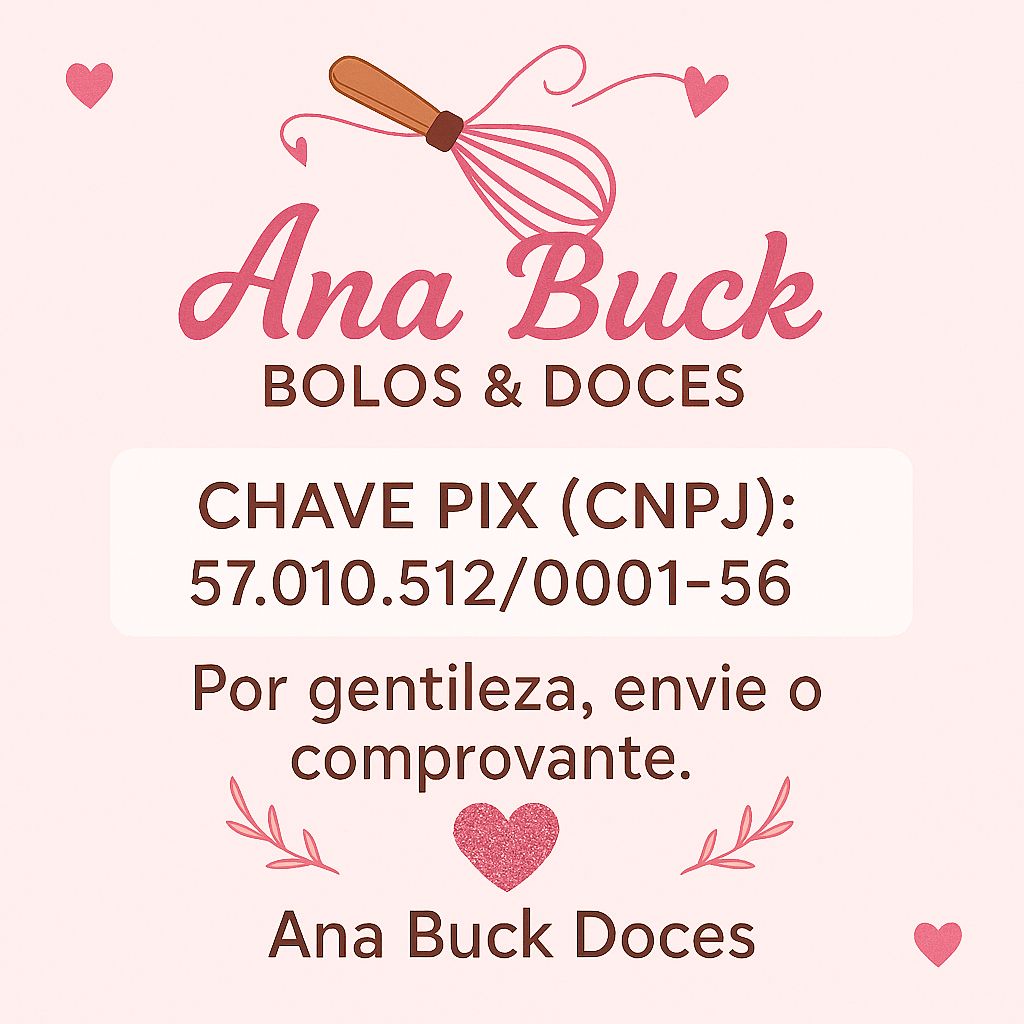 Ana Buck
BOLOS & DOCES
CHAVE PIX (CNPJ):
57.010.512/0001-56
Por gentileza, envie o
comprovante.
Ana Buck Doces